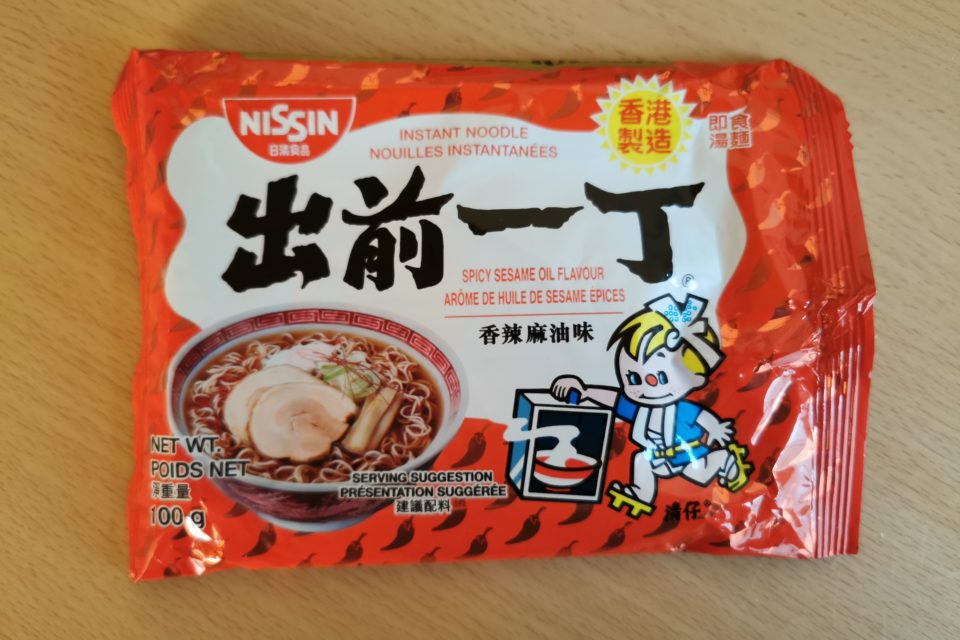 NISSIN
日清食品
INSTANT NOODLE
NOUILLES INSTANTANÉES
香港
製造
即食
湯麵
出前一丁
®
SPICY SESAME OIL FLAVOUR
ARÔME DE HUILE DE SESAME ÉPICES
香辣麻油味
NET WT.
POIDS NET
淨重量
100 g
SERVING SUGGESTION
PRÉSENTATION SUGGÉRÉE
建議配料
清仔